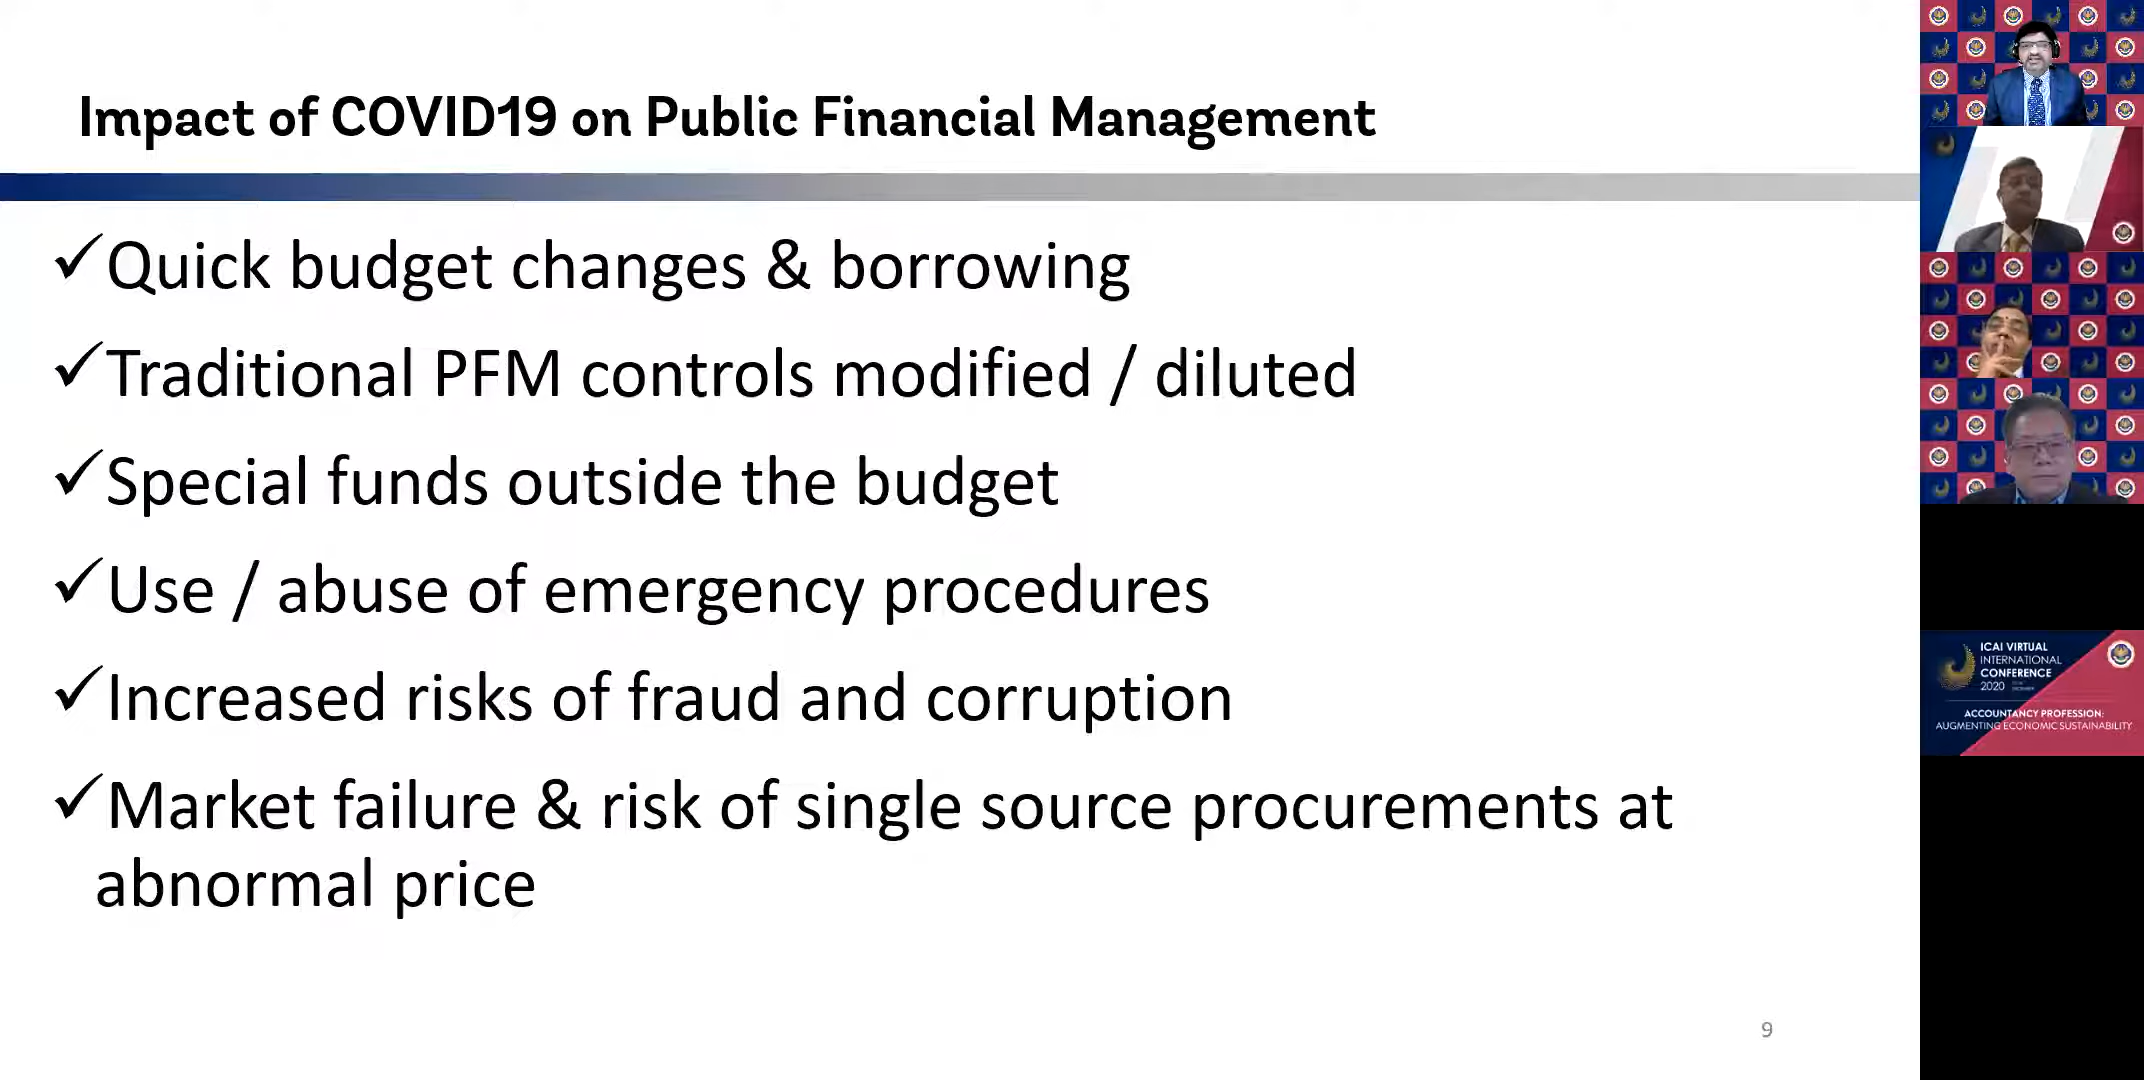 Impact of COVID19 on Public Financial Management
✓Quick budget changes & borrowing
✓Traditional PFM controls modified / diluted
✓Special funds outside the budget
✓Use / abuse of emergency procedures
✓Increased risks of fraud and corruption
✓Market failure & risk of single source procurements at
abnormal price
9
ICAI VIRTUAL
INTERNATIONAL
CONFERENCE
2020
ACCOUNTANCY PROFESSION:
AUGMENTING ECONOMIC SUSTAINABILITY